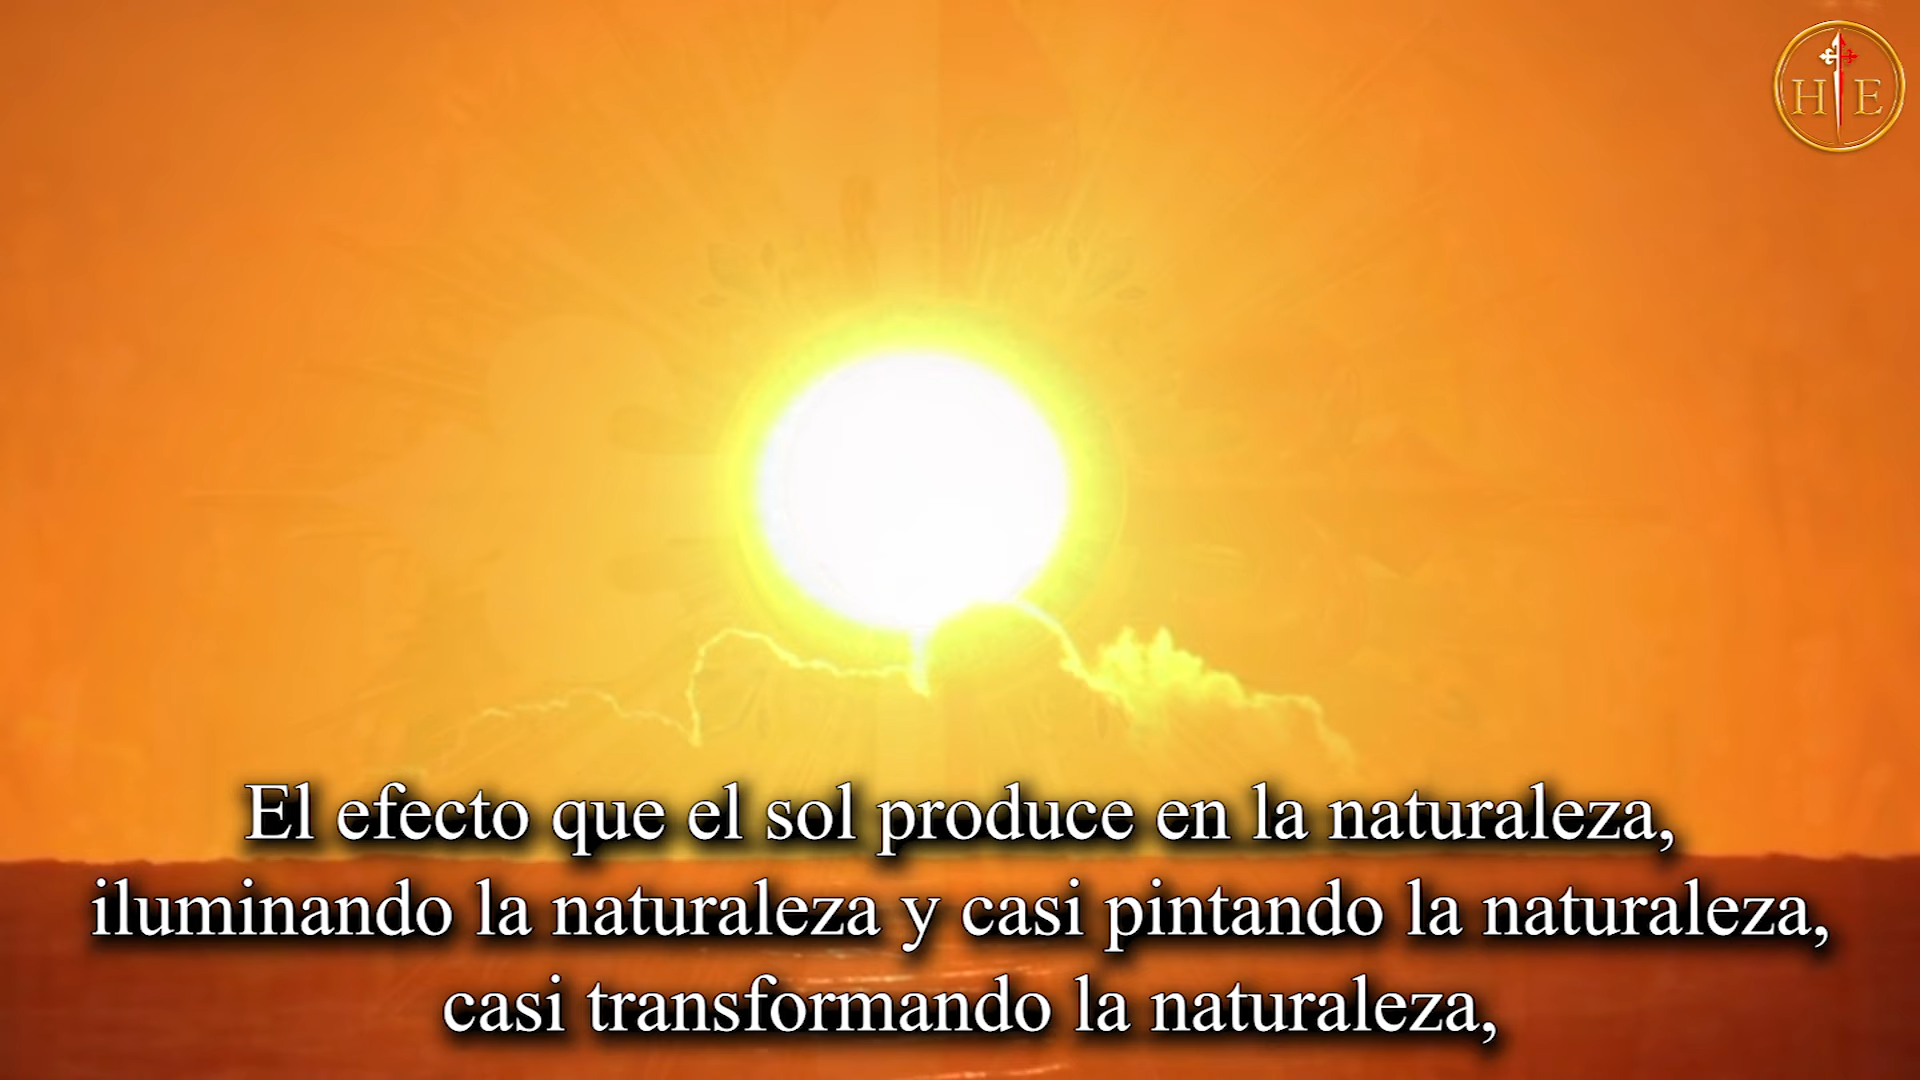 H E
El efecto que el sol produce en la naturaleza,
iluminando la naturaleza y casi pintando la naturaleza,
casi transformando la naturaleza,